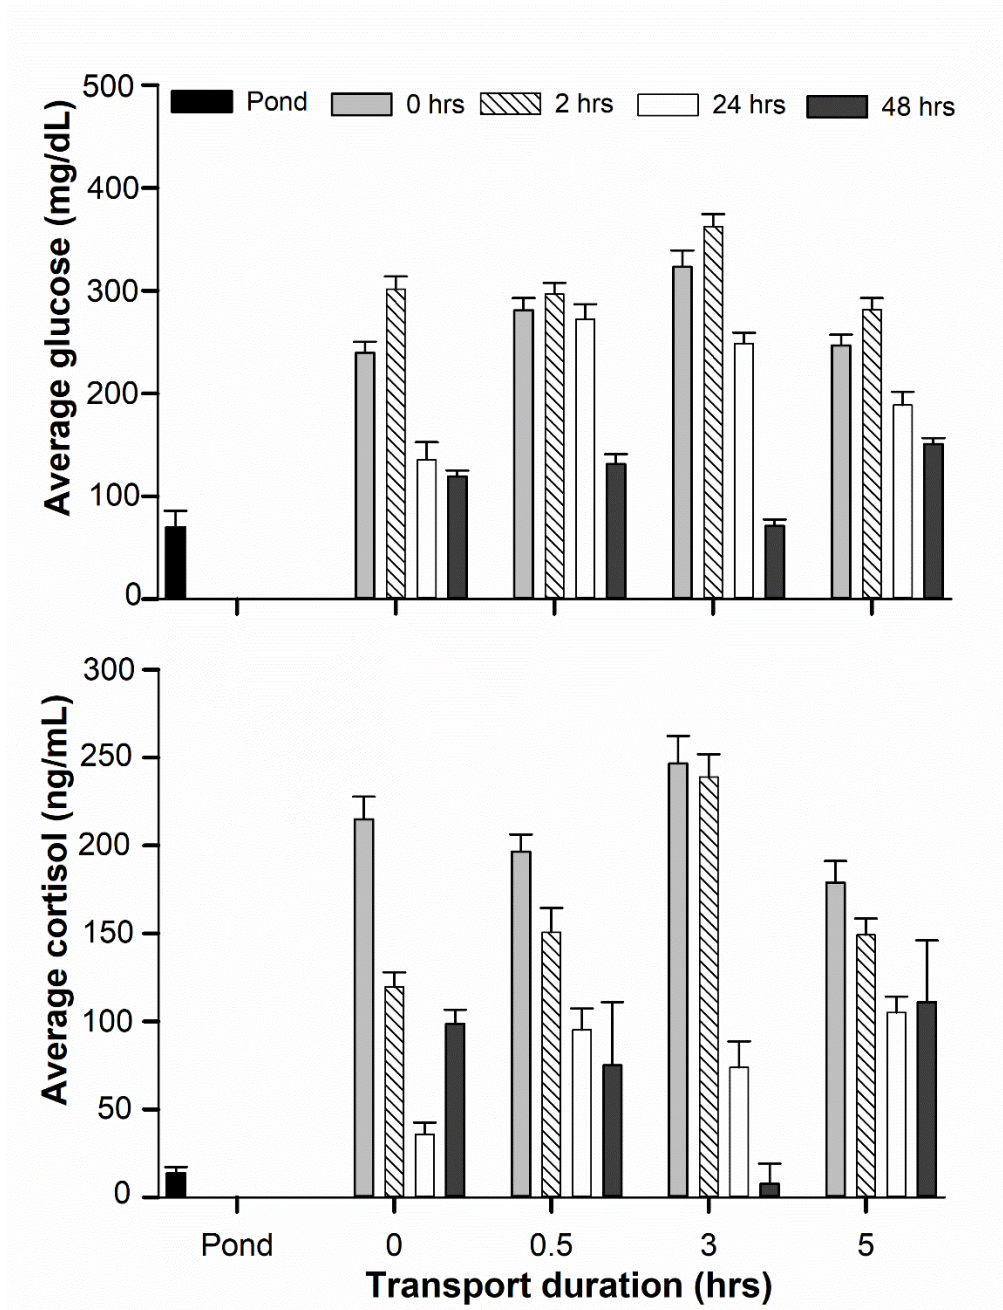 500
Pond
0 hrs
2 hrs
24 hrs
48 hrs
400
300
200
100
0
Average glucose (mg/dL)
300
250
200
150
100
50
0
Average cortisol (ng/mL)
Pond
0
0.5
3
5
Transport duration (hrs)